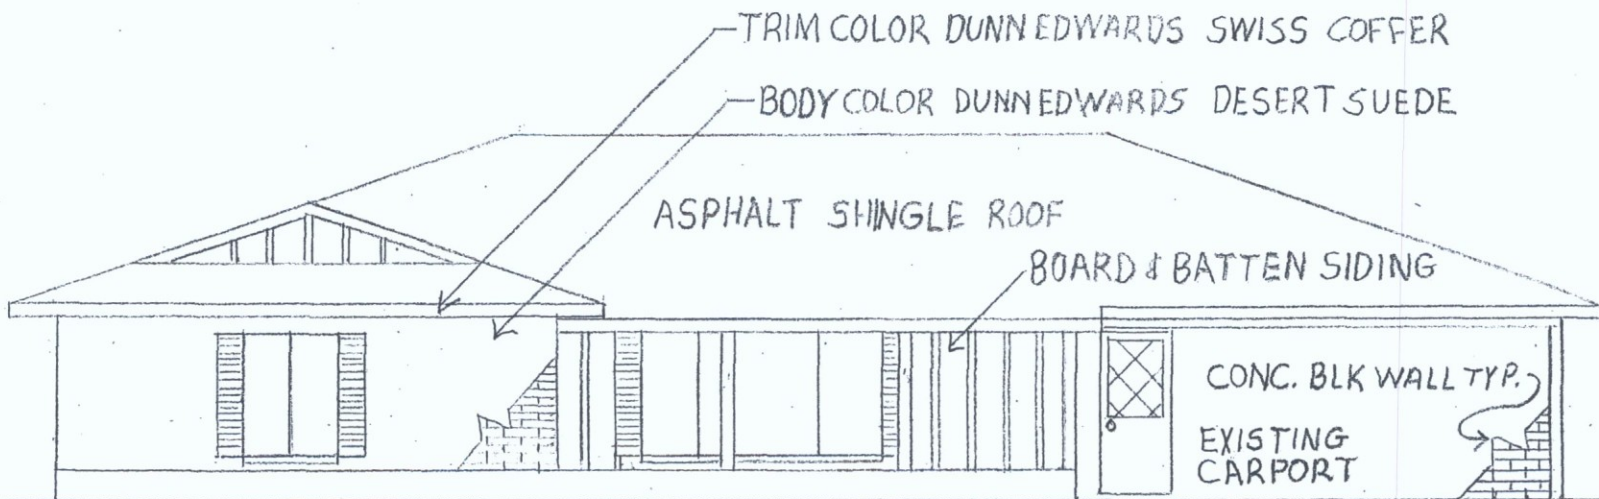 TRIM COLOR DUNN EDWARDS SWISS COFFER
BODY COLOR DUNN EDWARDS DESERT SUEDE
ASPHALT SHINGLE ROOF
BOARD & BATTEN SIDING
CONC. BLK WALL TYP.
EXISTING
CARPORT